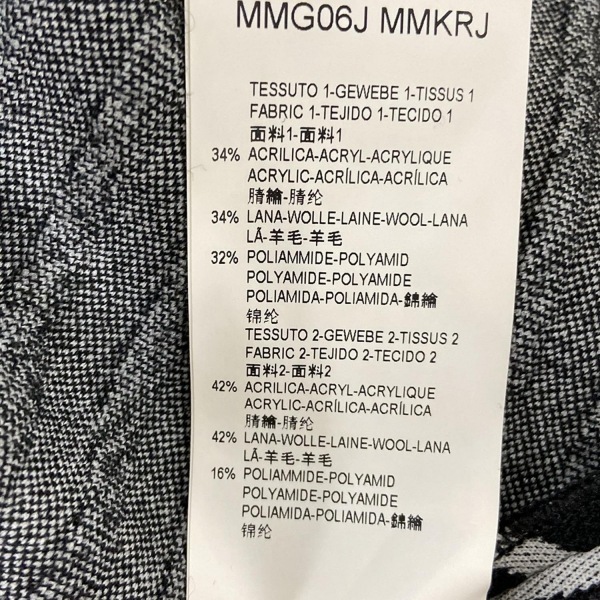 MMG06J MMKRJ
TESSUTO 1-GEWEBE 1-TISSUS 1
FABRIC 1-TEJIDO 1-TECIDO 1
面料1-面料1
34% ACRILICA-ACRYL-ACRYLIQUE
ACRYLIC-ACRÍLICA-ACRÍLICA
腈綸-腈纶
34% LANA-WOLLE-LAINE-WOOL-LANA
LÃ-羊毛-羊毛
32% POLIAMMIDE-POLYAMID
POLYAMIDE-POLYAMIDE
POLIAMIDA-POLIAMIDA-錦綸
锦纶
TESSUTO 2-GEWEBE 2-TISSUS 2
FABRIC 2-TEJIDO 2-TECIDO 2
面料2-面料2
42% ACRILICA-ACRYL-ACRYLIQUE
ACRYLIC-ACRÍLICA-ACRÍLICA
腈綸-腈纶
42% LANA-WOLLE-LAINE-WOOL-LANA
LÃ-羊毛-羊毛
16% POLIAMMIDE-POLYAMID
POLYAMIDE-POLYAMIDE
POLIAMIDA-POLIAMIDA-錦綸
锦纶